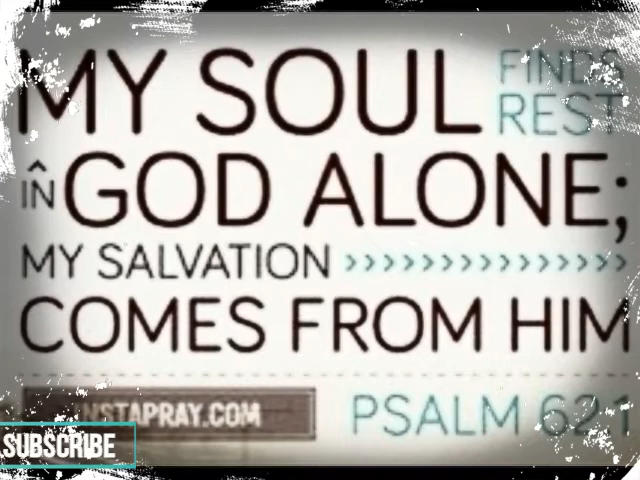 MY SOUL FINDS REST
IN GOD ALONE;
MY SALVATION >>>>>>>>>>>>>>>
COMES FROM HIM
INSTAPRAY.COM PSALM 62:1
SUBSCRIBE